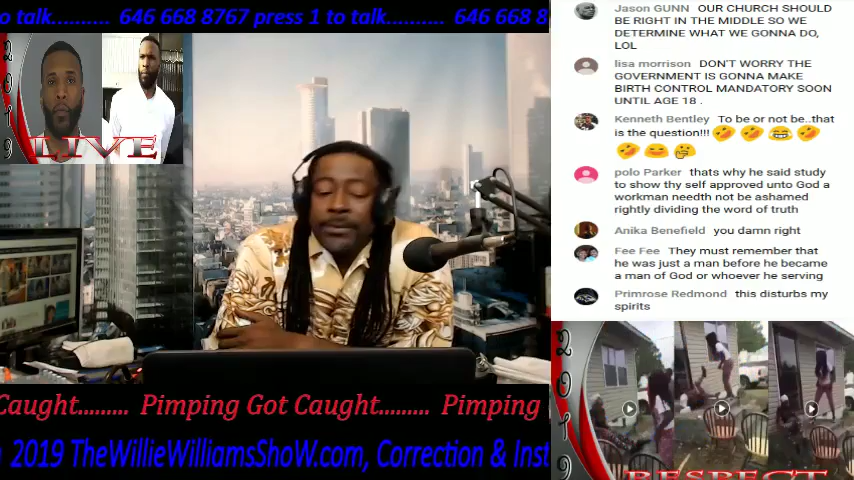 o talk.......... 646 668 8767 press 1 to talk.......... 646 668 8
2019
LIVE
Jason GUNN OUR CHURCH SHOULD
BE RIGHT IN THE MIDDLE SO WE
DETERMINE WHAT WE GONNA DO,
LOL
lisa morrison DON'T WORRY THE
GOVERNMENT IS GONNA MAKE
BIRTH CONTROL MANDATORY SOON
UNTIL AGE 18 .
Kenneth Bentley To be or not be..that
is the question!!! 🤣 🤣 😂 🤣
🤣 😄 🤔
polo Parker thats why he said study
to show thy self approved unto God a
workman needth not be ashamed
rightly dividing the word of truth
Anika Benefield you damn right
Fee Fee They must remember that
he was just a man before he became
a man of God or whoever he serving
Primrose Redmond this disturbs my
spirits
2019
RESPECT
Caught......... Pimping Got Caught......... Pimping
2019 TheWillieWilliamsShoW.com, Correction & Inst